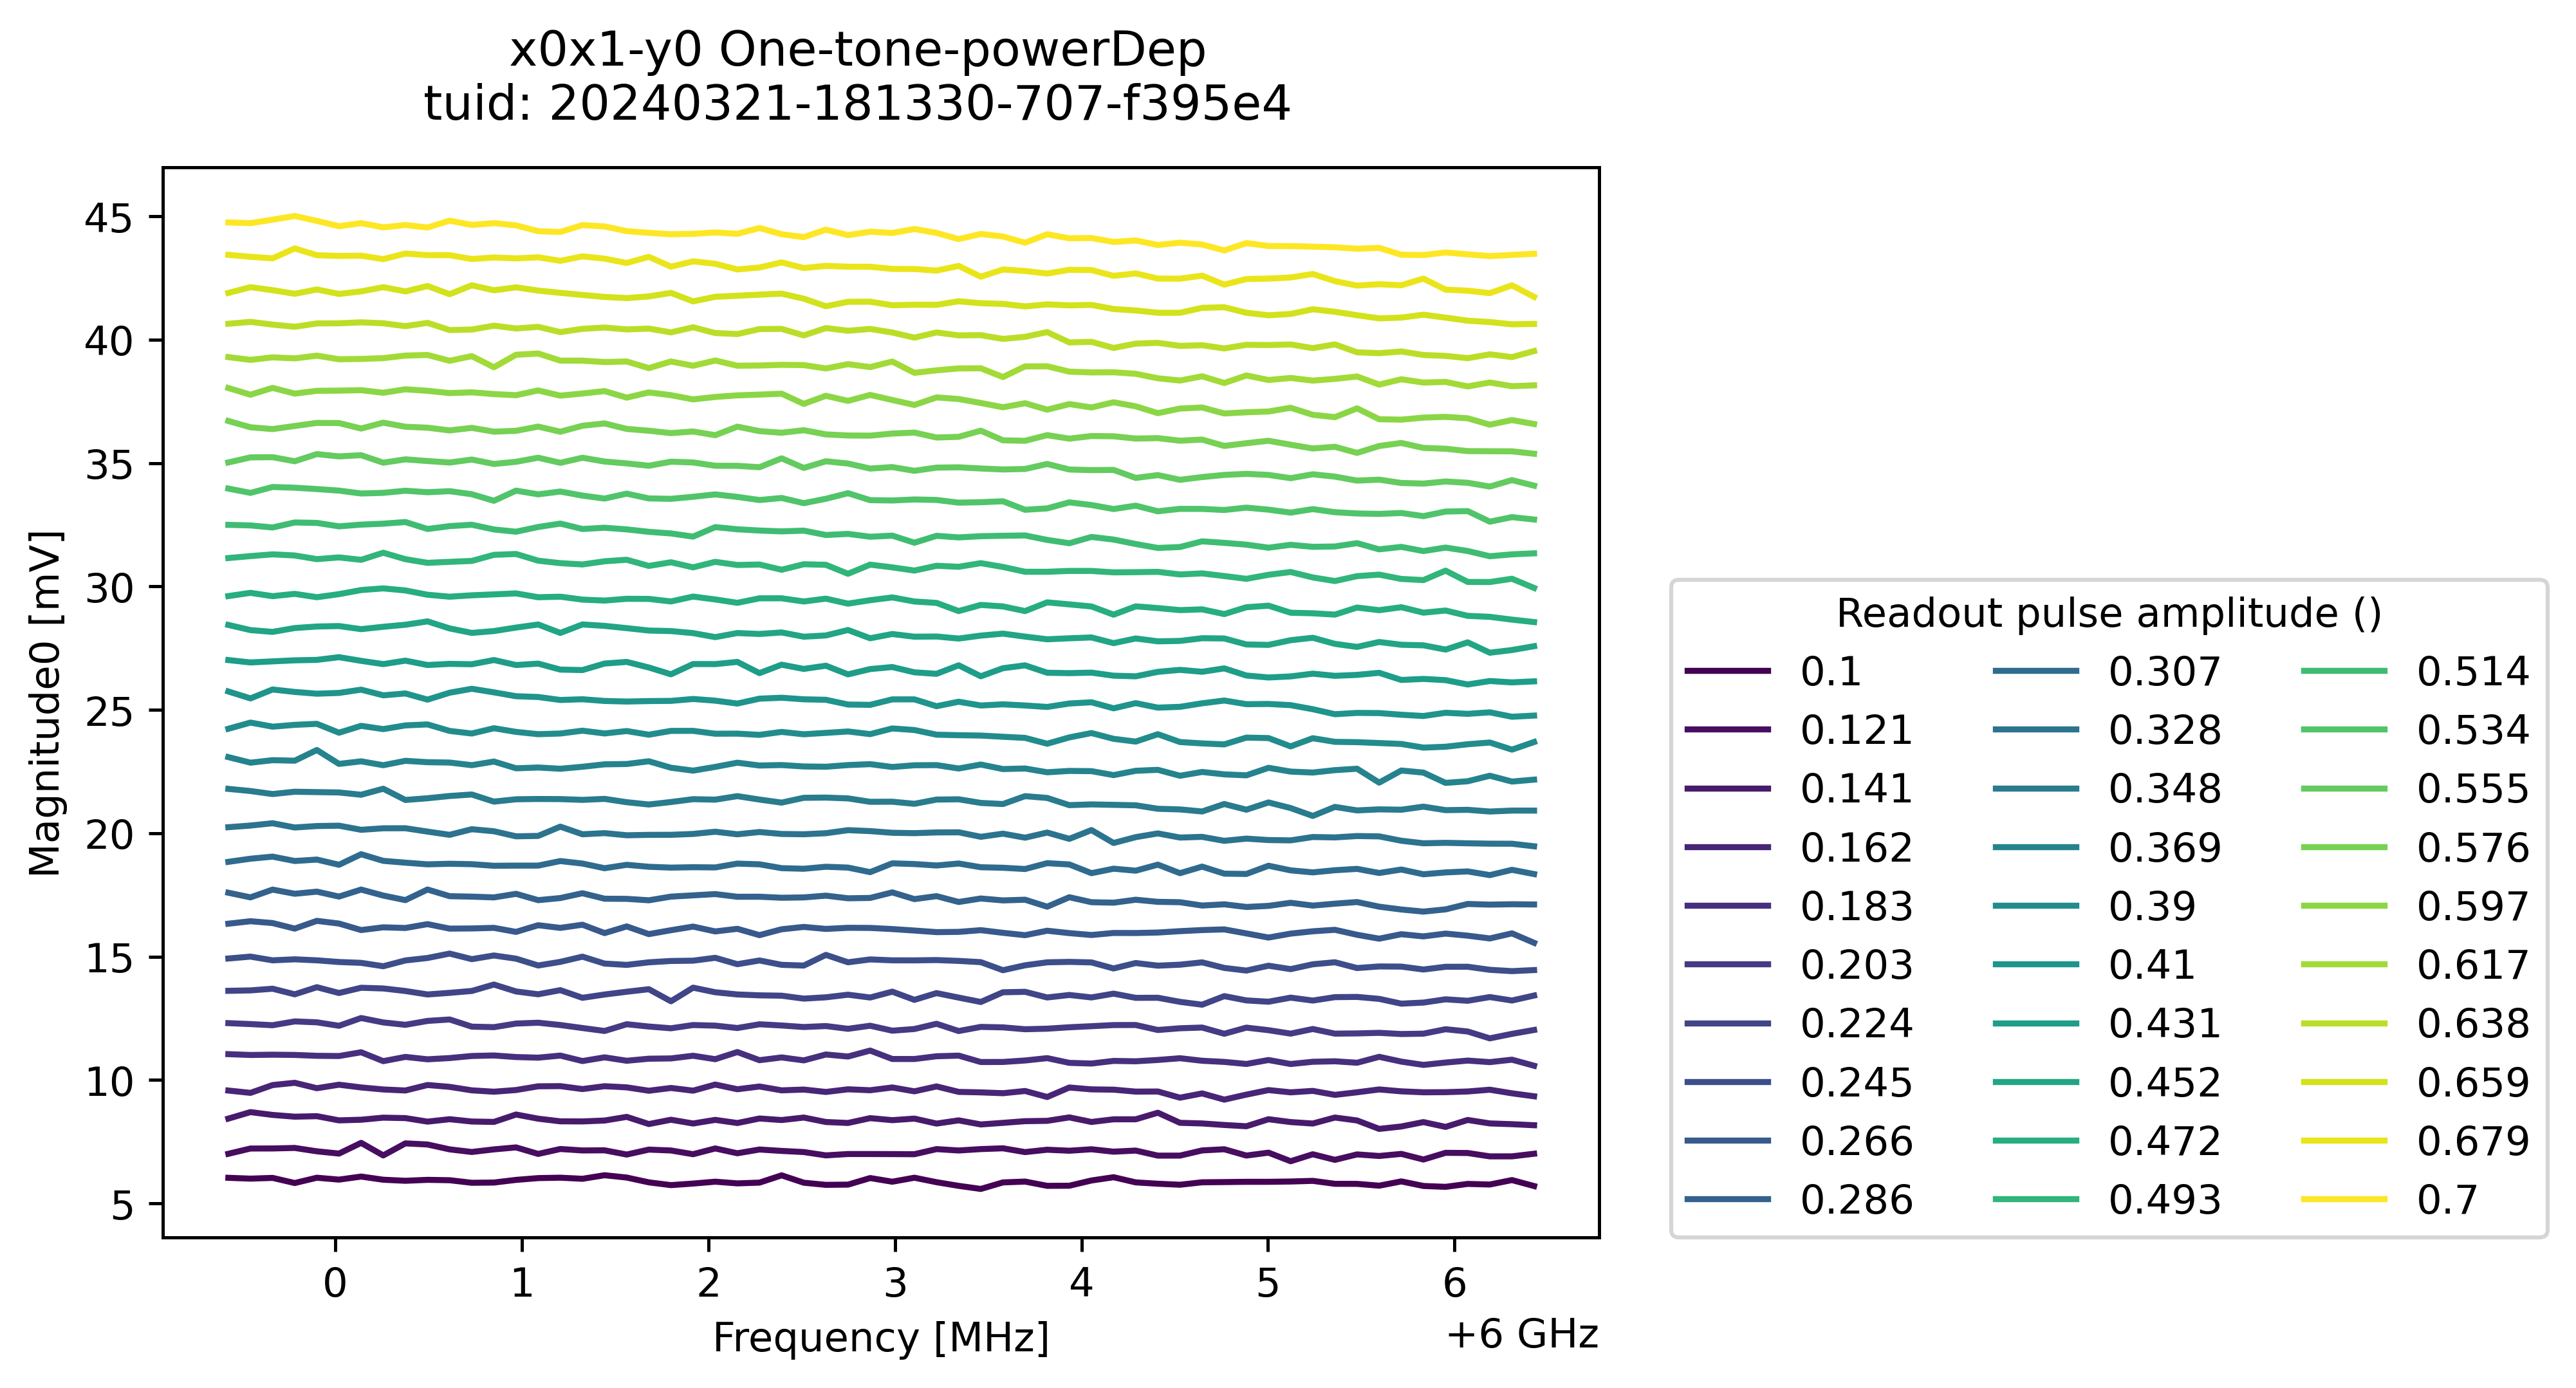 x0x1-y0 One-tone-powerDep
tuid: 20240321-181330-707-f395e4
Magnitude0 [mV]
45
40
35
30
25
20
15
10
5
0 1 2 3 4 5 6
Frequency [MHz]
+6 GHz
Readout pulse amplitude ()
0.1 0.307 0.514
0.121 0.328 0.534
0.141 0.348 0.555
0.162 0.369 0.576
0.183 0.39 0.597
0.203 0.41 0.617
0.224 0.431 0.638
0.245 0.452 0.659
0.266 0.472 0.679
0.286 0.493 0.7